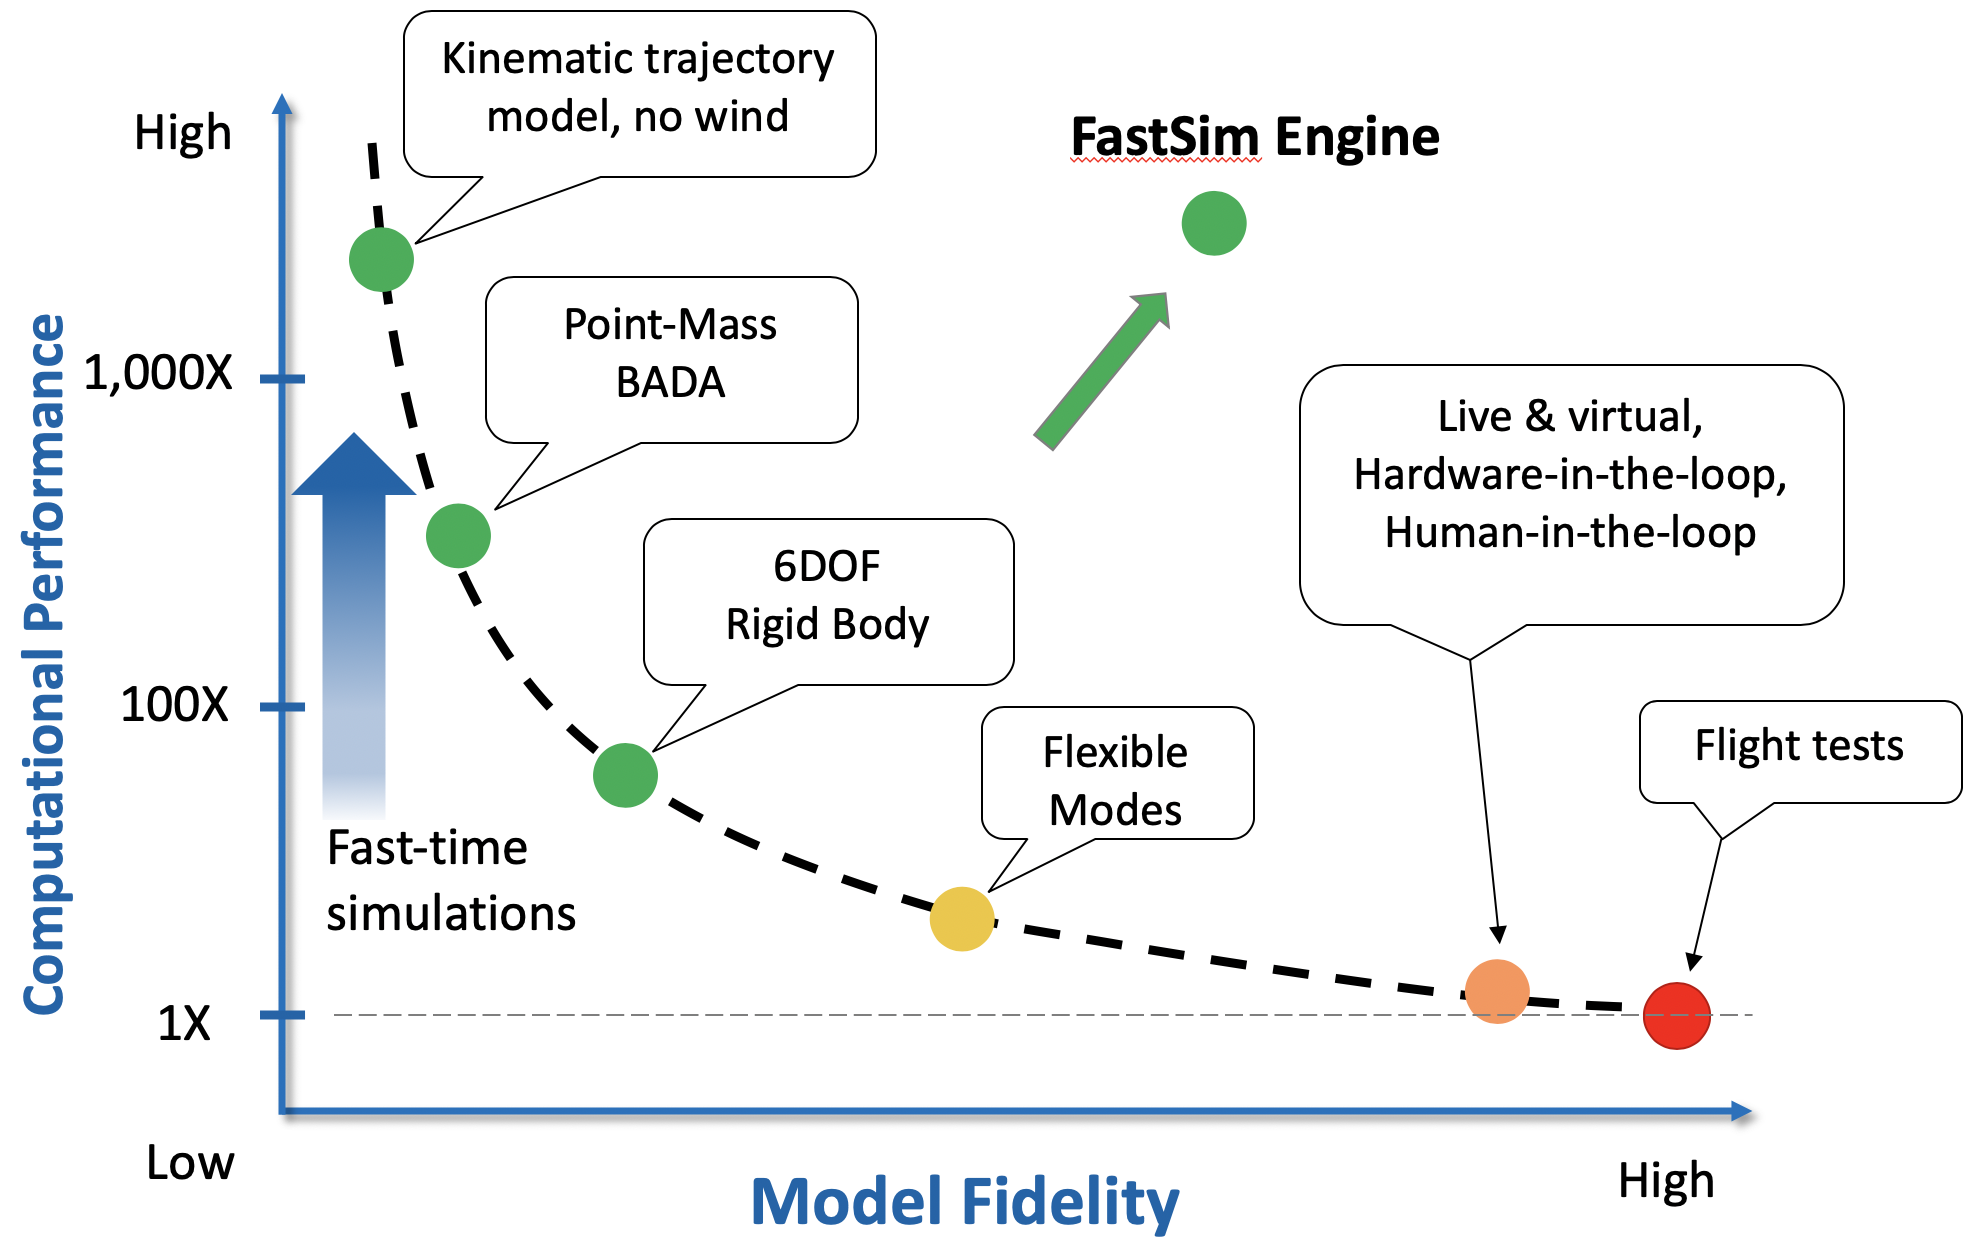 Kinematic trajectory
model, no wind
High
FastSim Engine
Point-Mass
BADA
1,000X
Live & virtual,
Hardware-in-the-loop,
Human-in-the-loop
6DOF
Rigid Body
Computational Performance
100X
Flexible
Modes
Flight tests
Fast-time
simulations
1X
Low
Model Fidelity
High